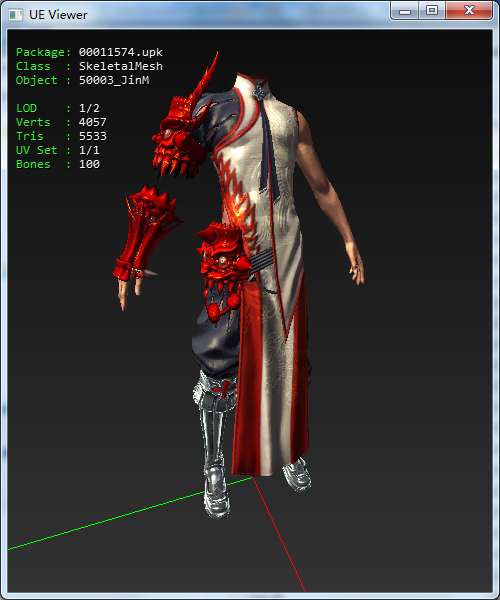 UE Viewer
Package: 00011574.upk
Class : SkeletalMesh
Object : 50003_JinM
LOD : 1/2
Verts : 4057
Tris : 5533
UV Set : 1/1
Bones : 100